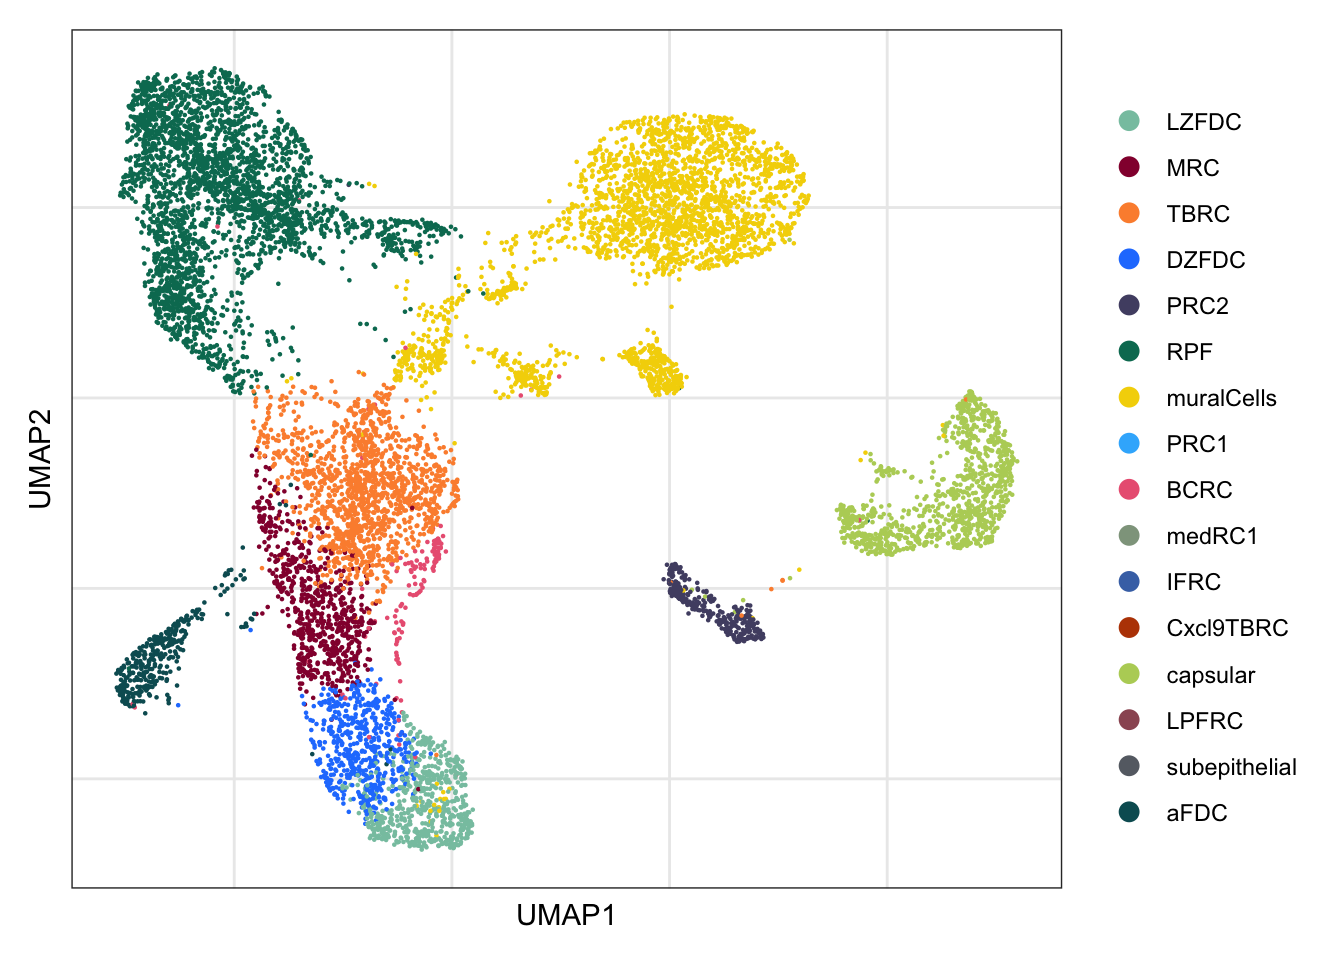 LZFDC
MRC
TBRC
DZFDC
PRC2
RPF
muralCells
PRC1
BCRC
medRC1
IFRC
Cxcl9TBRC
capsular
LPFRC
subepithelial
aFDC
UMAP2
UMAP1